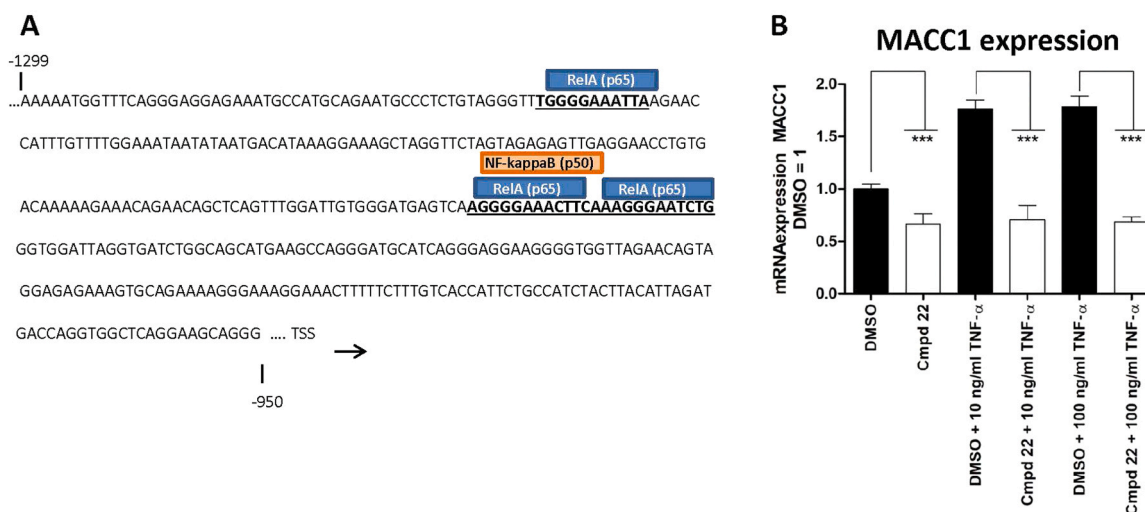 A
-1299
RelA (p65)
...AAAAATGGTTTCAGGGAGGAGAAATGCCATGCAGAATGCCCTCTGTAGGGTTTGGGGAAATTAAGAAC
CATTTGTTTTGGAAATAATATAATGACATAAAGGAAAGCTAGGTTCTAGTAGAGAGTTGAGGAACCTGTG
NF-kappaB (p50)
RelA (p65) RelA (p65)
ACAAAAAGAAACAGAACAGCTCAGTTTGGATTGTGGGATGAGTCAAGGGGAAACTTCAAAGGGAATCTG
GGTGGATTAGGTGATCTGGCAGCATGAAGCCAGGGATGCATCAGGGAGGAAGGGGTGGTTAGAACAGTA
GGAGAGAAAGTGCAGAAAAGGGAAAGGAAACTTTTTCTTTGTCACCATTCTGCCATCTACTTACATTAGAT
GACCAGGTGGCTCAGGAAGCAGGG .... TSS
-950
B
MACC1 expression
mRNAexpression MACC1
DMSO = 1
2.0
1.5
1.0
0.5
0.0
*** *** ***
DMSO
Cmpd 22
DMSO + 10 ng/ml TNF-α
Cmpd 22 + 10 ng/ml TNF-α
DMSO + 100 ng/ml TNF-α
Cmpd 22 + 100 ng/ml TNF-α